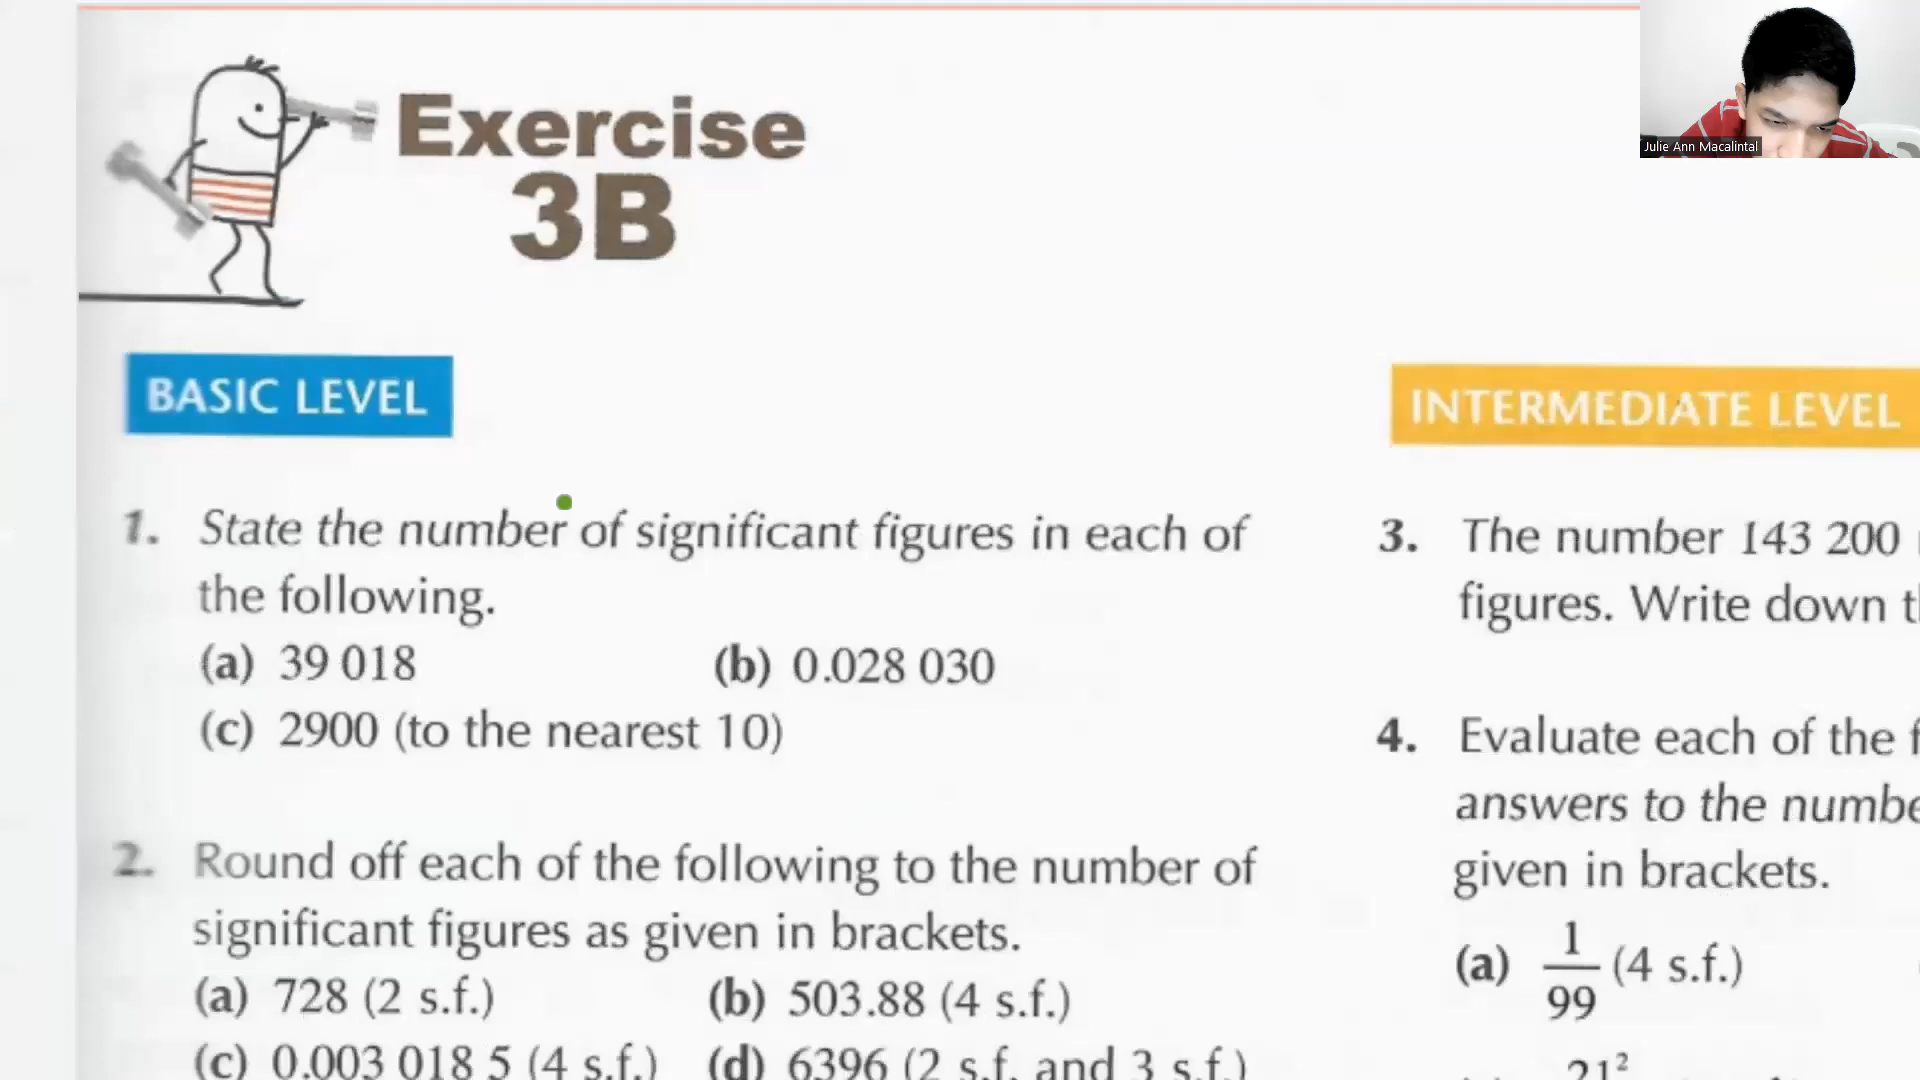 Exercise
3B
Julie Ann Macalintal
BASIC LEVEL
1. State the number of significant figures in each of
the following.
(a) 39 018 (b) 0.028 030
(c) 2900 (to the nearest 10)
2. Round off each of the following to the number of
significant figures as given in brackets.
(a) 728 (2 s.f.) (b) 503.88 (4 s.f.)
(c) 0.003 018 5 (4 s.f.) (d) 6396 (2 s.f. and 3 s.f.)
INTERMEDIATE LEVEL
3. The number 143 200
figures. Write down
4. Evaluate each of the
answers to the
given in brackets.
(a) 1/99 (4 s.f.)
21²